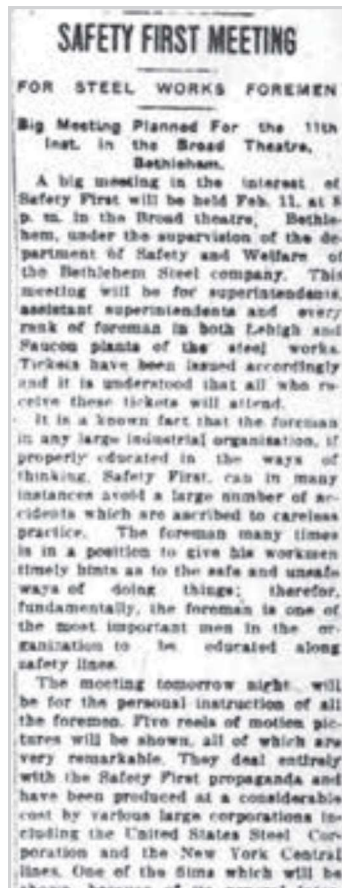 SAFETY FIRST MEETING
FOR STEEL WORKS FOREMEN
Big Meeting Planned For the 11th
Inst. in the Broad Theatre,
Bethlehem.
A big meeting in the interest of
Safety First will be held Feb. 11, at 8
p. m. in the Broad theatre, Bethle-
hem, under the supervision of the de-
partment of Safety and Welfare of
the Bethlehem Steel company. This
meeting will be for superintendents,
assistant superintendents and every
rank of foreman in both Lehigh and
Saucon plants of the steel works.
Tickets have been issued accordingly
and it is understood that all who re-
ceive these tickets will attend.
It is a known fact that the foreman
in any large industrial organization, if
properly educated in the ways of
thinking, Safety First, can in many
instances avoid a large number of ac-
cidents which are ascribed to careless
practice. The foreman many times
is in a position to give his workmen
timely hints as to the safe and unsafe
ways of doing things; therefor,
fundamentally, the foreman is one of
the most important men in the or-
ganization to be educated along
safety lines.
The meeting tomorrow night will
be for the personal instruction of all
the foremen. Five reels of motion pic-
tures will be shown, all of which are
very remarkable. They deal entirely
with the Safety First propaganda and
have been produced at a considerable
cost by various large corporations in-
cluding the United States Steel Cor-
poration and the New York Central
lines. One of the films which will be